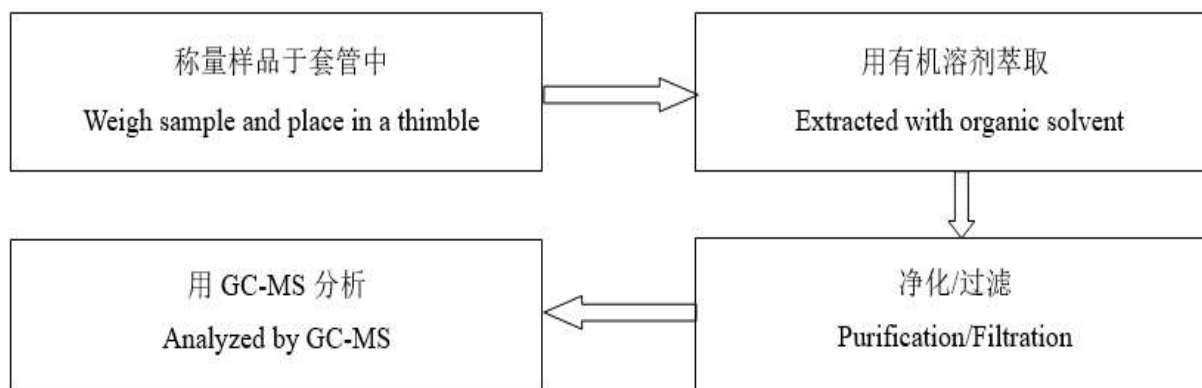 称量样品于套管中
Weigh sample and place in a thimble
用有机溶剂萃取
Extracted with organic solvent
净化/过滤
Purification/Filtration
用 GC-MS 分析
Analyzed by GC-MS